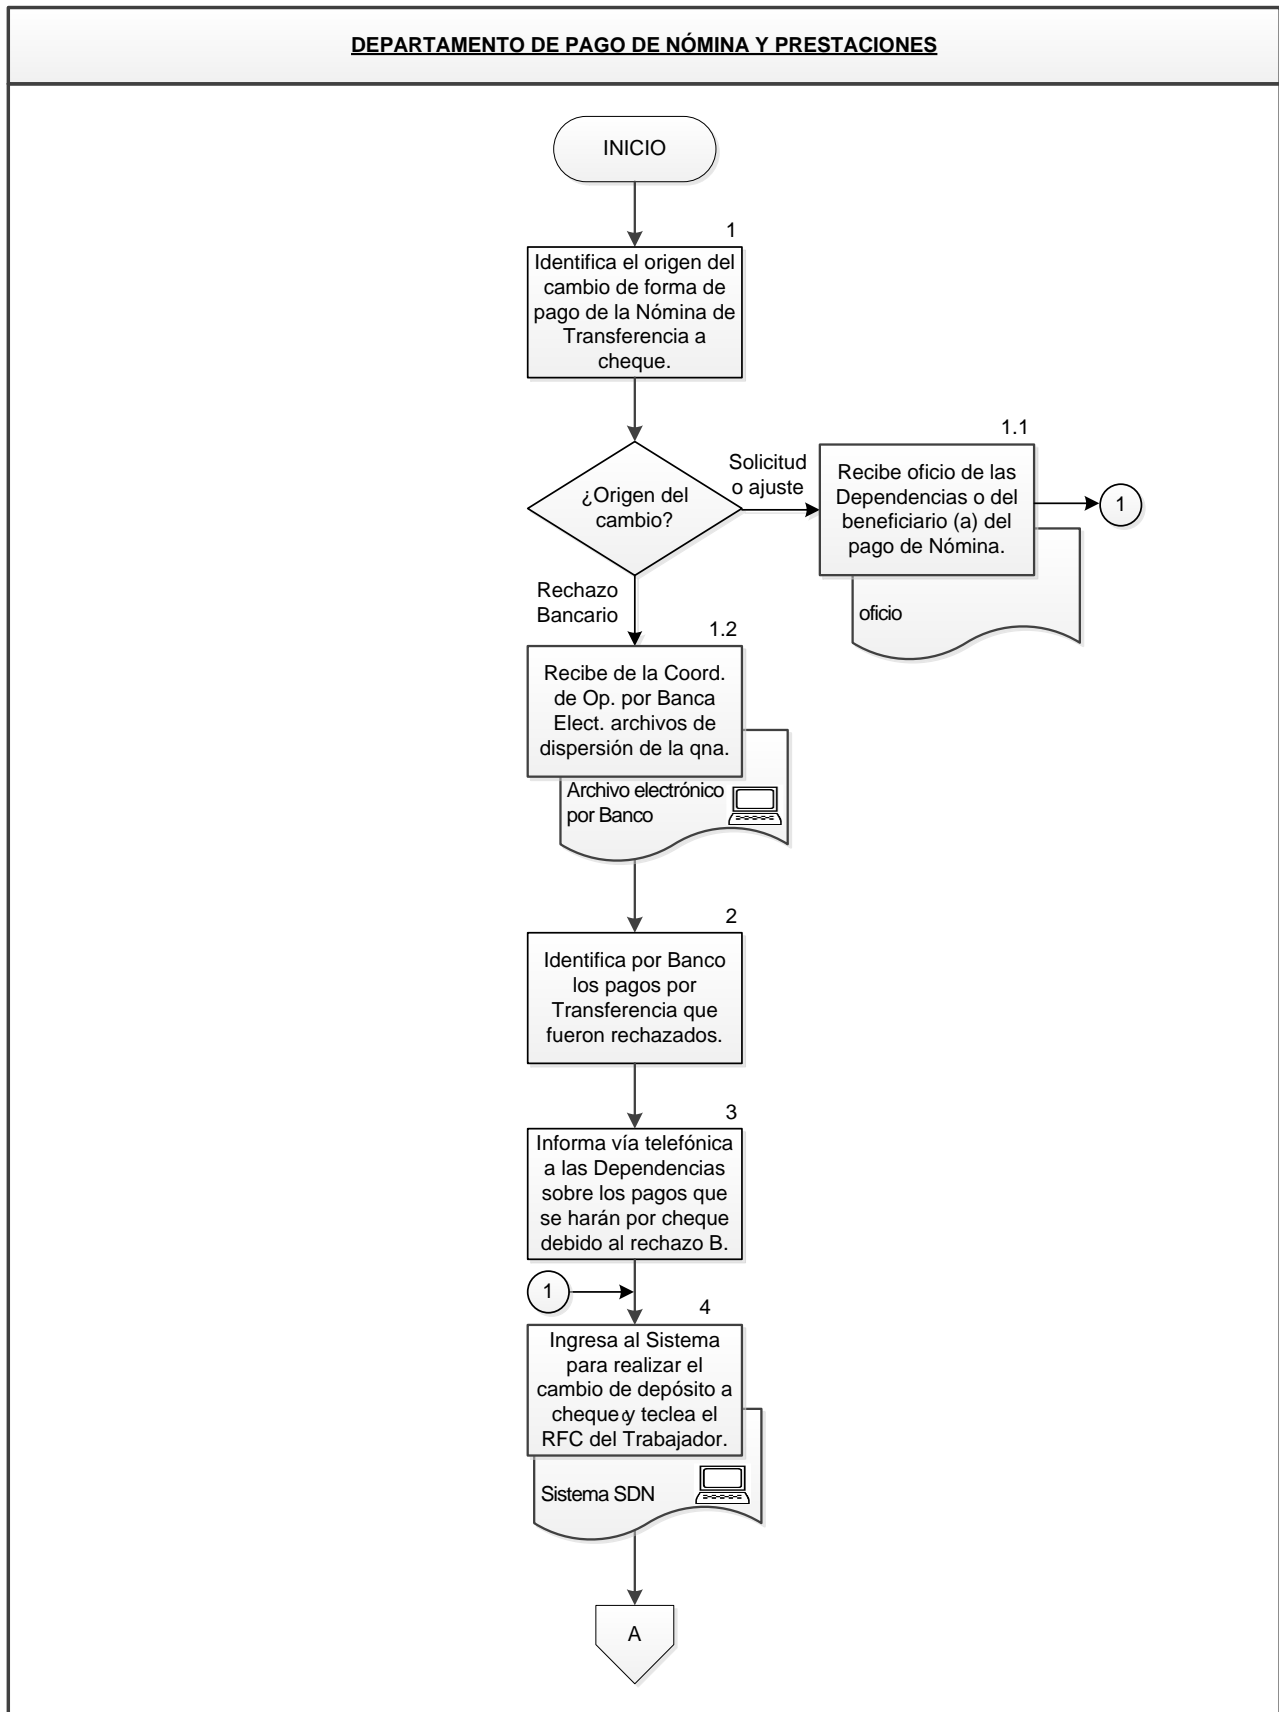 DEPARTAMENTO DE PAGO DE NÓMINA Y PRESTACIONES
INICIO
1
Identifica el origen del
cambio de forma de
pago de la Nómina de
Transferencia a
cheque.
¿Origen del
cambio?
Solicitud
o ajuste
1.1
Recibe oficio de las
Dependencias o del
beneficiario (a) del
pago de Nómina.
oficio
1
Rechazo
Bancario
1.2
Recibe de la Coord.
de Op. por Banca
Elect. archivos de
dispersión de la qna.
Archivo electrónico
por Banco
2
Identifica por Banco
los pagos por
Transferencia que
fueron rechazados.
3
Informa vía telefónica
a las Dependencias
sobre los pagos que
se harán por cheque
debido al rechazo B.
1
4
Ingresa al Sistema
para realizar el
cambio de depósito a
cheque y teclea el
RFC del Trabajador.
Sistema SDN
A